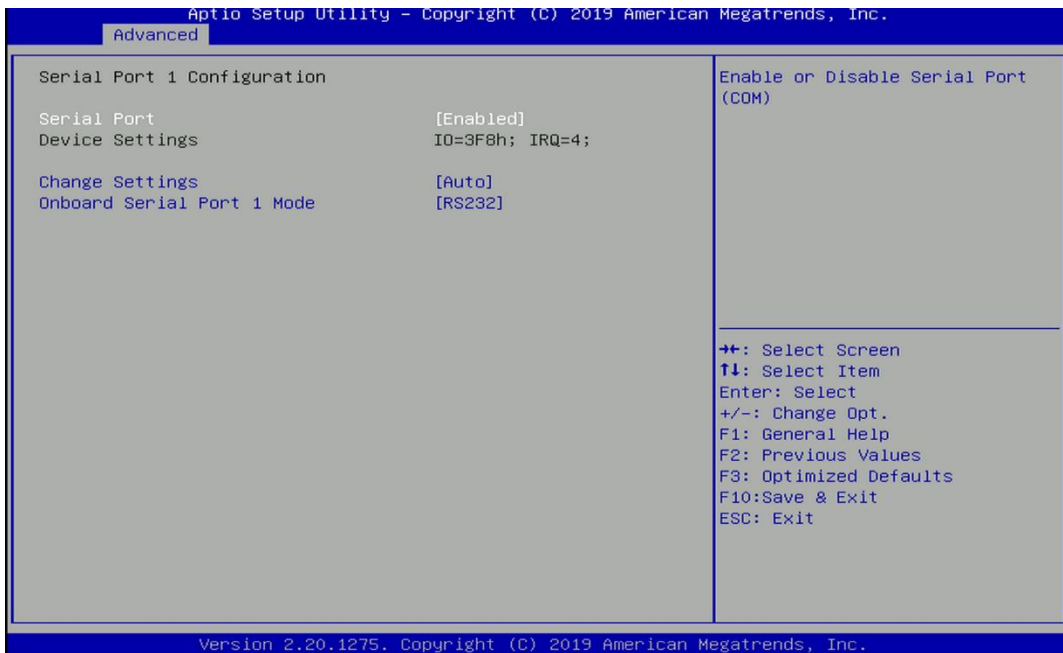 Aptio Setup Utility – Copyright (C) 2019 American Megatrends, Inc.
Advanced
Serial Port 1 Configuration
Serial Port [Enabled]
Device Settings IO=3F8h; IRQ=4;
Change Settings [Auto]
Onboard Serial Port 1 Mode [RS232]
Enable or Disable Serial Port
(COM)
→←: Select Screen
↑↓: Select Item
Enter: Select
+/-: Change Opt.
F1: General Help
F2: Previous Values
F3: Optimized Defaults
F10:Save & Exit
ESC: Exit
Version 2.20.1275. Copyright (C) 2019 American Megatrends, Inc.